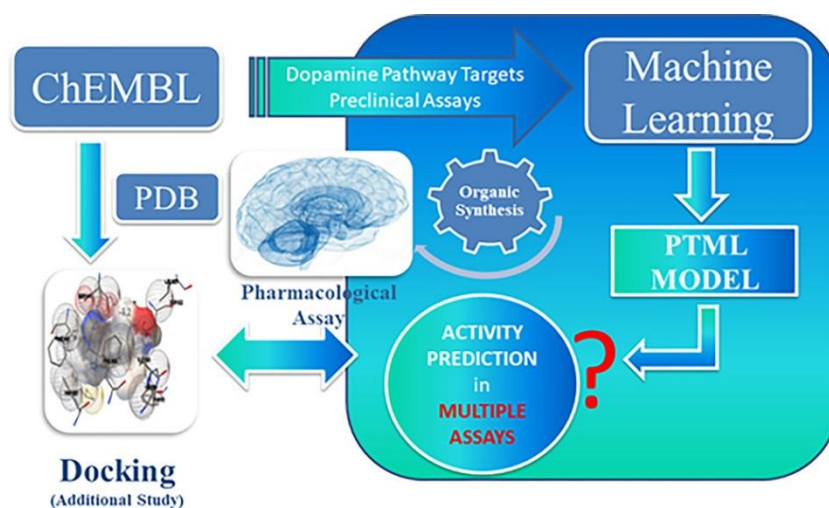 ChEMBL
Dopamine Pathway Targets
Preclinical Assays
Machine
Learning
PDB
Organic
Synthesis
Pharmacological
Assay
PTML
MODEL
ACTIVITY
PREDICTION
in
MULTIPLE
ASSAYS
?
Docking
(Additional Study)